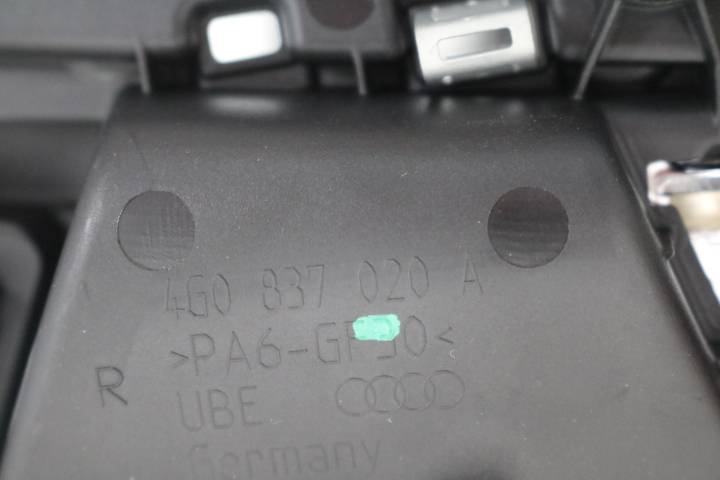 4G0 837 020 A
>PA6-GF30<
R
UBE
Germany